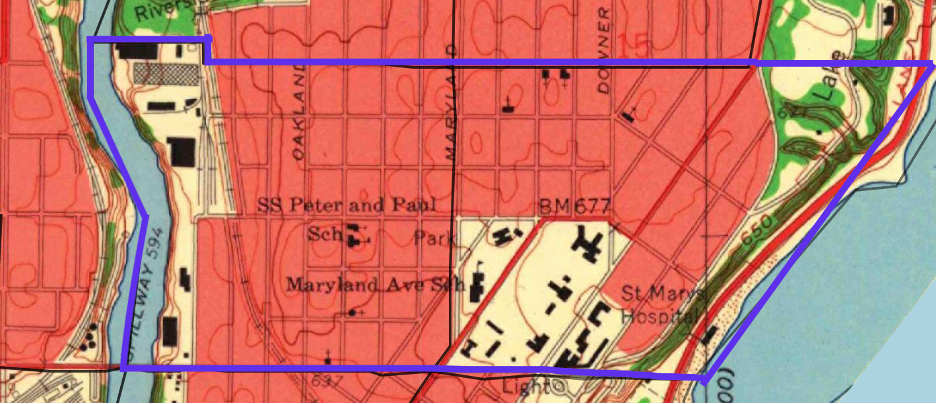 Rivers
15
OAKLAND
MARYLAND
DOWNER
Lake
SS Peter and Paul
Sch
BM 677
Park
650
SPILLWAY 594
Maryland Ave Sch
St Marys
Hospital
637
Light
00)